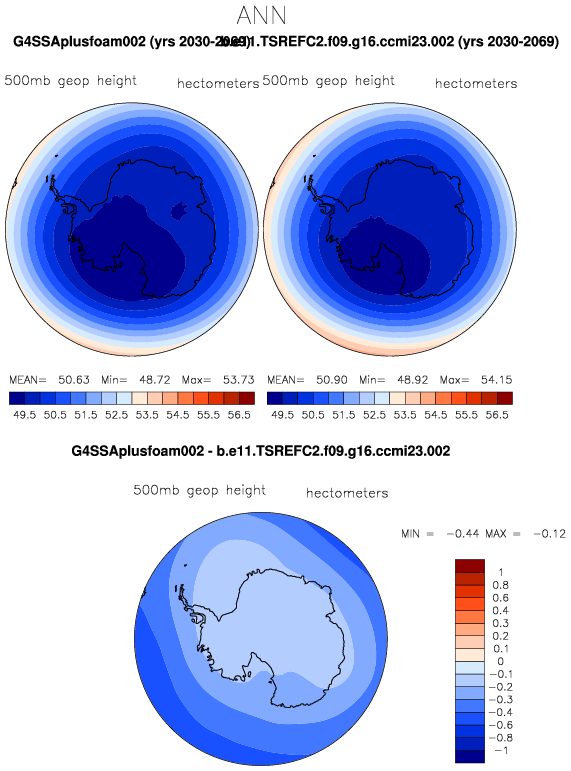 ANN
G4SSAplusfoam002 (yrs 2030-2069) b.e11.TSREFC2.f09.g16.ccmi23.002 (yrs 2030-2069)
500mb geop height hectometers 500mb geop height hectometers
MEAN= 50.63 Min= 48.72 Max= 53.73 MEAN= 50.90 Min= 48.92 Max= 54.15
49.5 50.5 51.5 52.5 53.5 54.5 55.5 56.5 49.5 50.5 51.5 52.5 53.5 54.5 55.5 56.5
G4SSAplusfoam002 - b.e11.TSREFC2.f09.g16.ccmi23.002
500mb geop height hectometers
MIN = -0.44 MAX = -0.12
1
0.8
0.6
0.4
0.3
0.2
0.1
0
-0.1
-0.2
-0.3
-0.4
-0.6
-0.8
-1